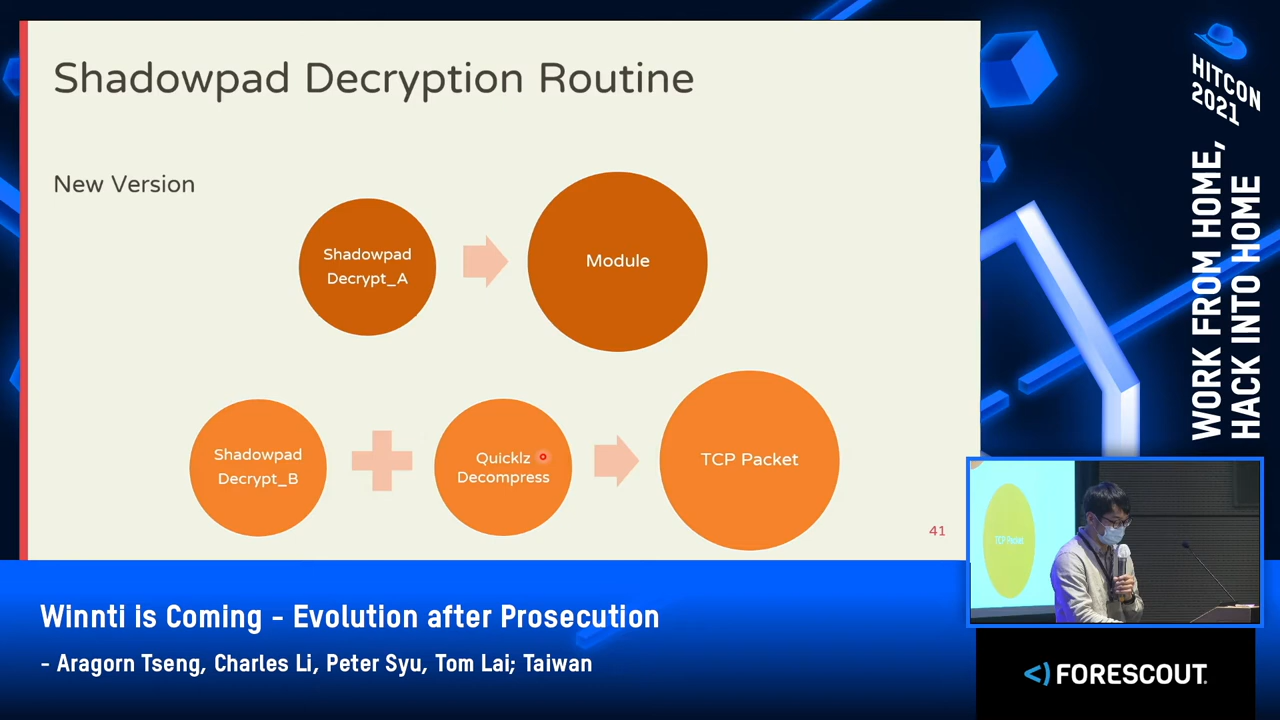 Shadowpad Decryption Routine
New Version
Shadowpad
Decrypt_A
Module
Shadowpad
Decrypt_B
Quicklz
Decompress
TCP Packet
41
HITCON
2021
WORK FROM HOME,
HACK INTO HOME
TCP Packet
Winnti is Coming - Evolution after Prosecution
- Aragorn Tseng, Charles Li, Peter Syu, Tom Lai; Taiwan
<)FORESCOUT.